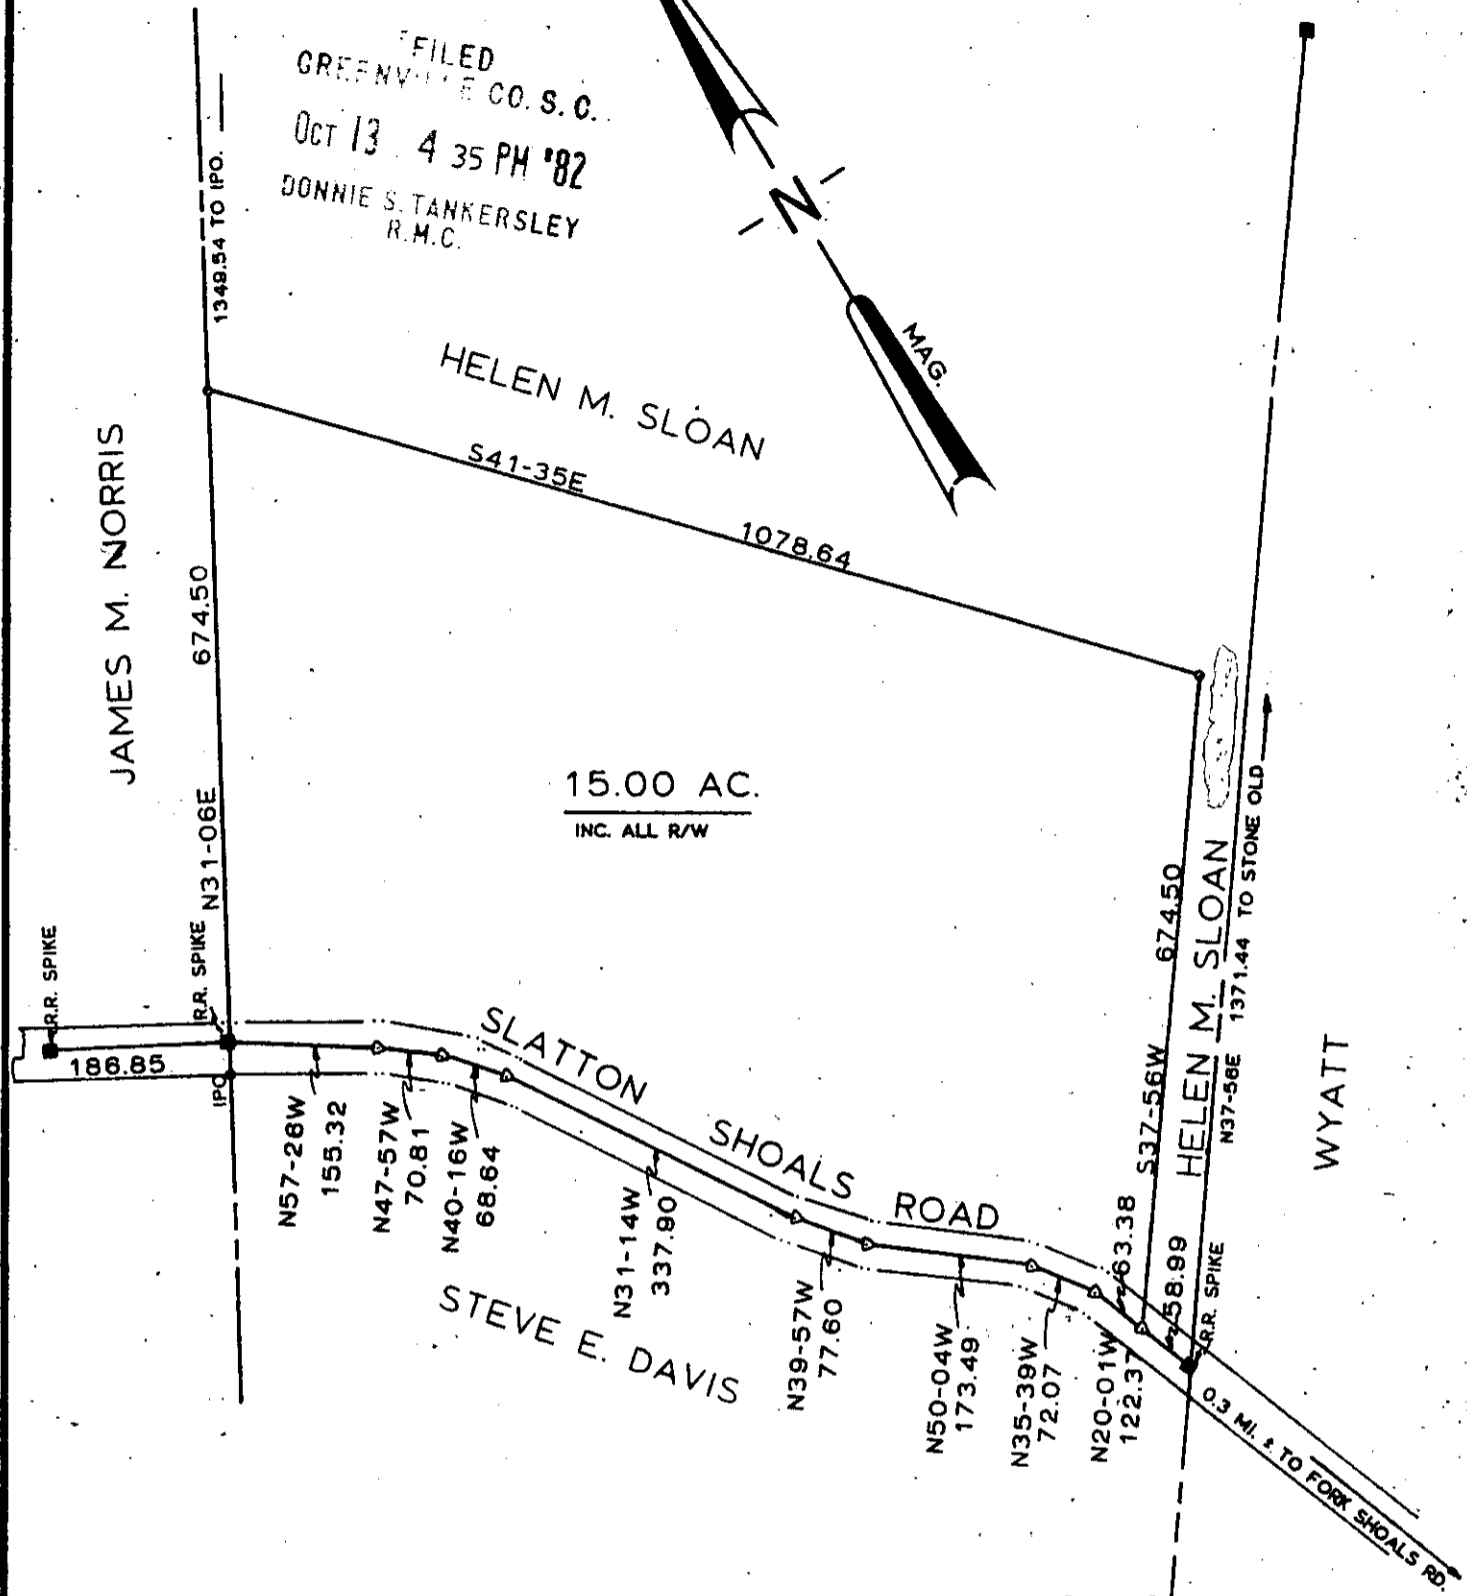 FILED
GREENVILLE CO. S. C.
OCT 13 4 35 PM '82
DONNIE S. TANKERSLEY
R.M.C.
N
MAG.
1349.54 TO IPO.
HELEN M. SLOAN
S41-35E
1078.64
JAMES M. NORRIS
674.50
N31-06E
15.00 AC.
INC. ALL R/W
R.R. SPIKE
R.R. SPIKE
186.85
IPO
SLATTON SHOALS ROAD
N57-28W
155.32
N47-57W
70.81
N40-16W
68.64
N31-14W
337.90
N39-57W
77.60
N50-04W
173.49
N35-39W
72.07
N20-01W
122.37
63.38
58.99
R.R. SPIKE
STEVE E. DAVIS
674.50
S37-56W
HELEN M. SLOAN
N37-56E 1371.44 TO STONE OLD
WYATT
0.3 MI. ± TO FORK SHOALS RD.